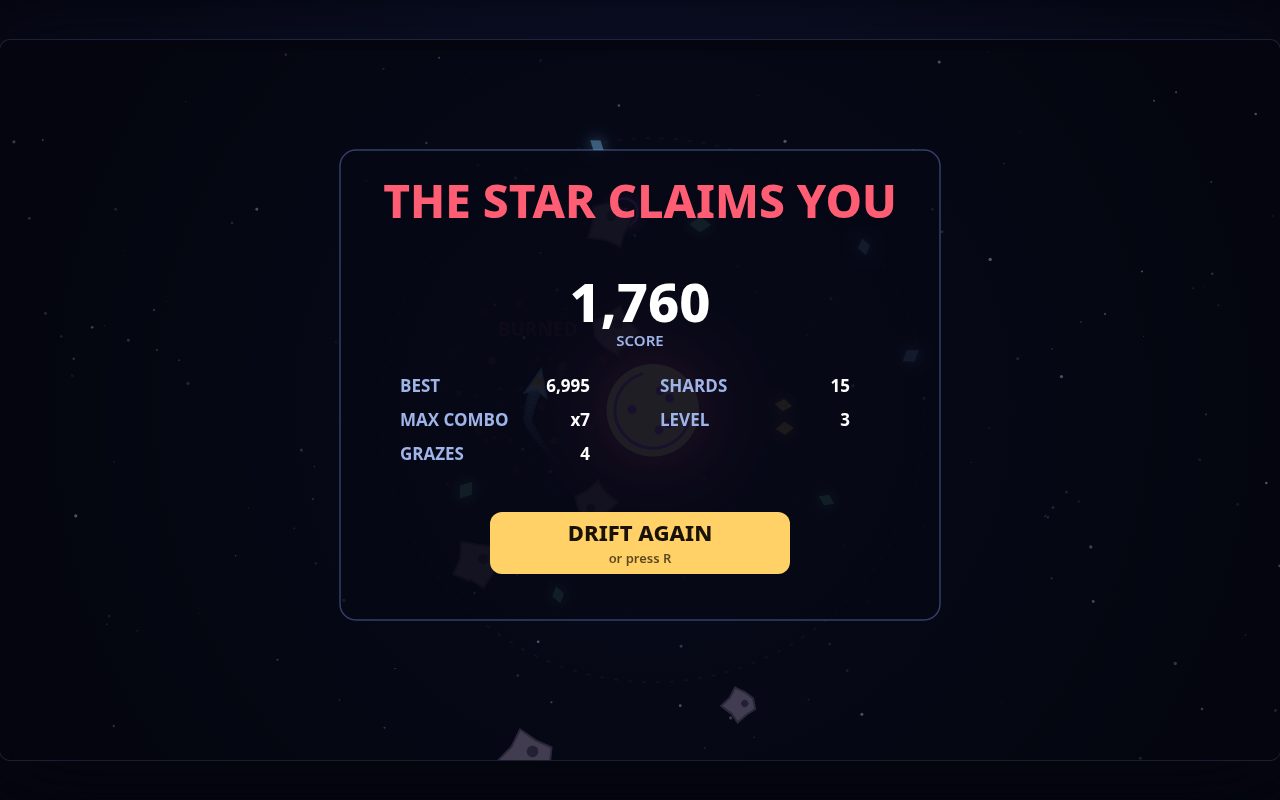 THE STAR CLAIMS YOU
1,760
BURNED
SCORE
BEST 6,995 SHARDS 15
MAX COMBO x7 LEVEL 3
GRAZES 4
DRIFT AGAIN
or press R